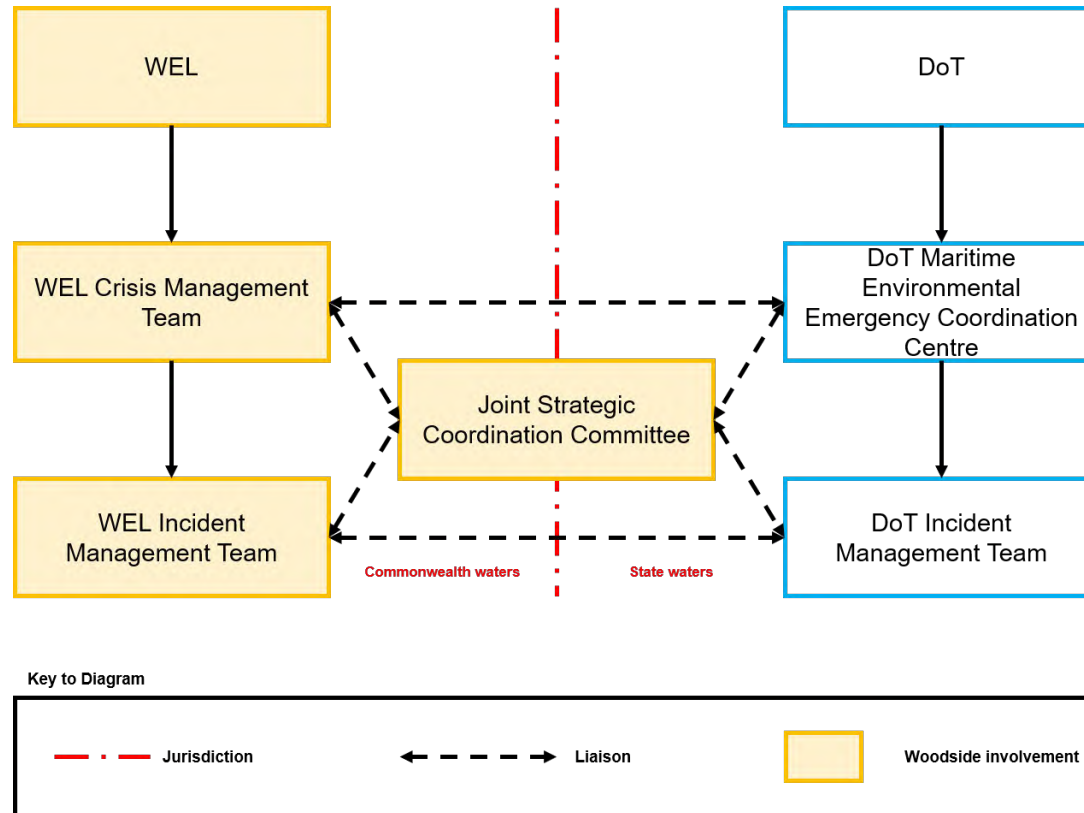 WEL
DoT
WEL Crisis Management
Team
DoT Maritime
Environmental
Emergency Coordination
Centre
Joint Strategic
Coordination Committee
WEL Incident
Management Team
DoT Incident
Management Team
Commonwealth waters
State waters
Key to Diagram
Jurisdiction
Liaison
Woodside involvement